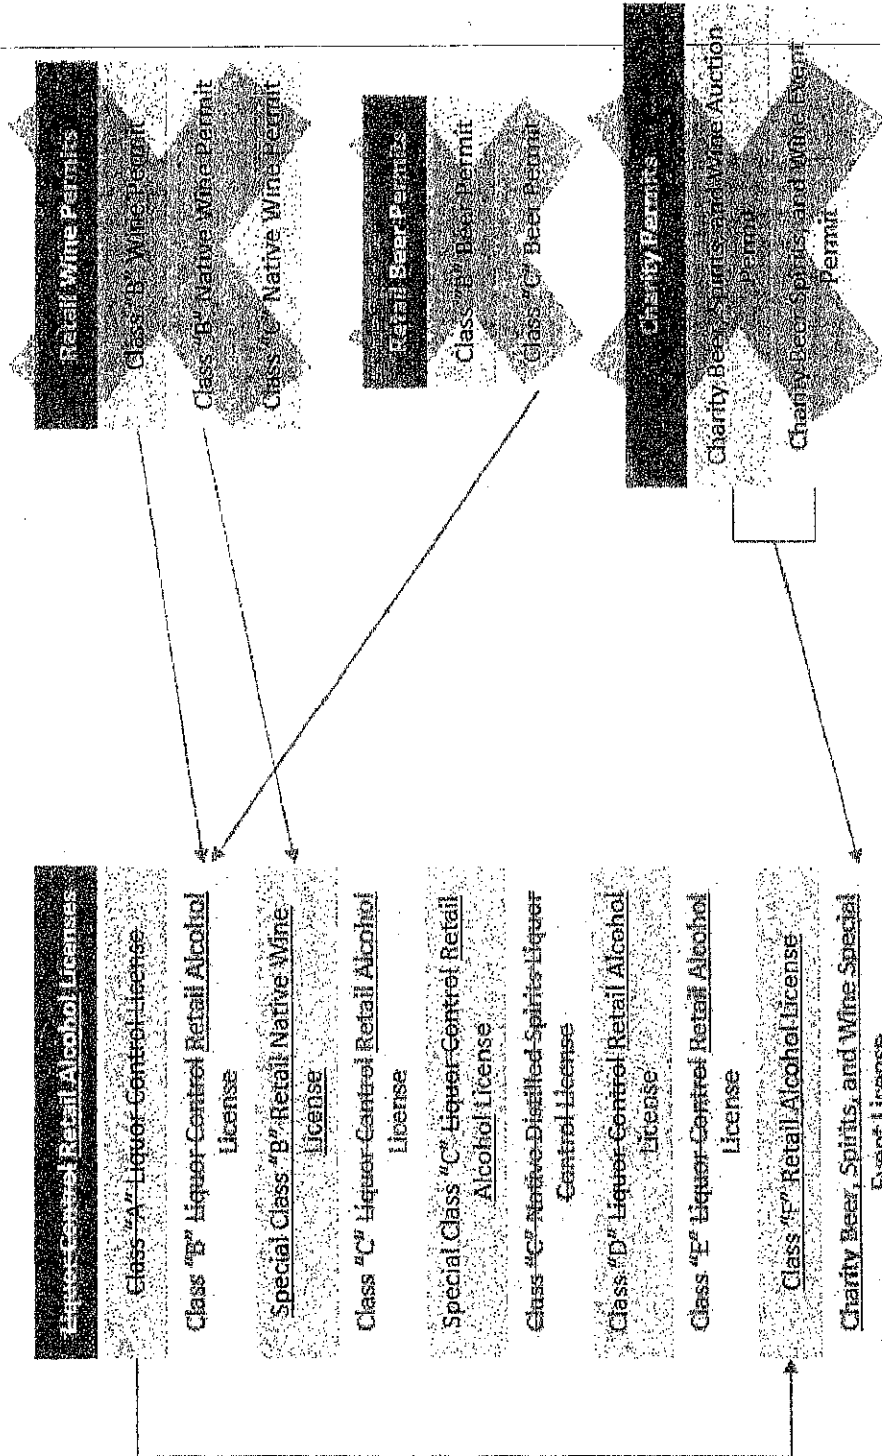 Liquor Control Retail Alcohol Licenses
Class "A" Liquor Control License
Class "B" Liquor Control Retail Alcohol
License
Special Class "B" Retail Native Wine
License
Class "C" Liquor Control Retail Alcohol
License
Special Class "C" Liquor Control Retail
Alcohol License
Class "C" Native Distilled Spirits Liquor
Control License
Class "D" Liquor Control Retail Alcohol
License
Class "E" Liquor Control Retail Alcohol
License
Class "F" Retail Alcohol License
Charity Beer, Spirits, and Wine Special
Event License
Retail Wine Permits
Class "B" Wine Permit
Class "B" Native Wine Permit
Class "C" Native Wine Permit
Retail Beer Permits
Class "B" Beer Permit
Class "C" Beer Permit
Charity Permits
Charity Beer, Spirits, and Wine Auction
Permit
Charity Beer, Spirits, and Wine Event
Permit